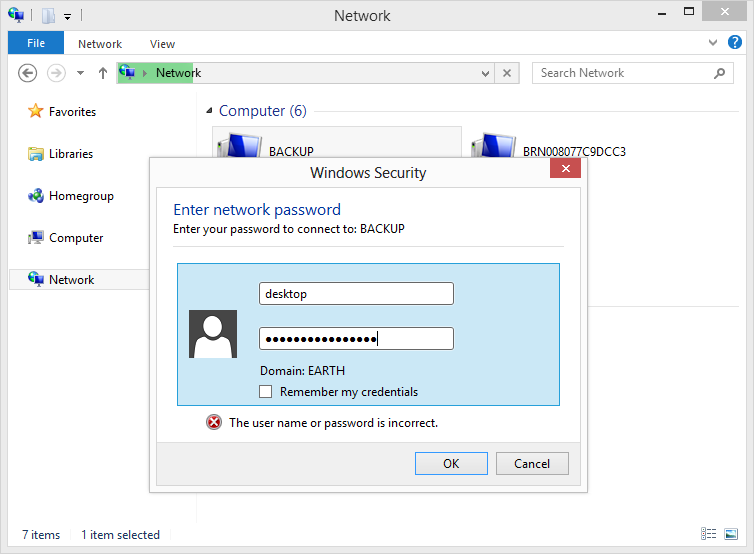 Network
File
Network
View
Network
Search Network
Favorites
Libraries
Homegroup
Computer
Network
Computer (6)
BACKUP
BRN008077C9DCC3
Windows Security
Enter network password
Enter your password to connect to: BACKUP
desktop
Domain: EARTH
Remember my credentials
The user name or password is incorrect.
OK
Cancel
7 items
1 item selected